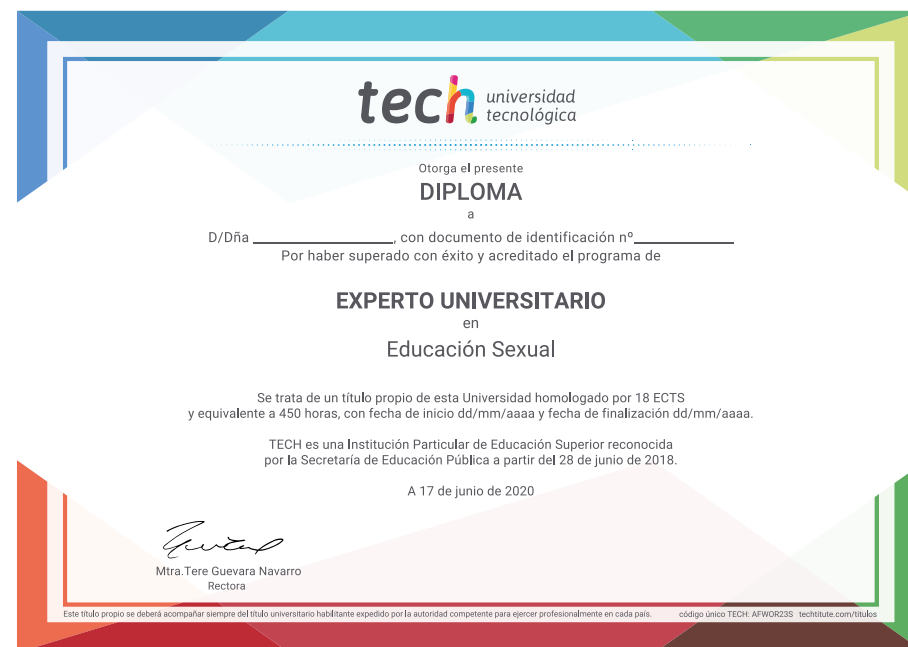 tech universidad
tecnológica
Otorga el presente
DIPLOMA
a
D/Dña ____________________, con documento de identificación nº______________
Por haber superado con éxito y acreditado el programa de
EXPERTO UNIVERSITARIO
en
Educación Sexual
Se trata de un título propio de esta Universidad homologado por 18 ECTS
y equivalente a 450 horas, con fecha de inicio dd/mm/aaaa y fecha de finalización dd/mm/aaaa.
TECH es una Institución Particular de Educación Superior reconocida
por la Secretaría de Educación Pública a partir del 28 de junio de 2018.
A 17 de junio de 2020
Mtra.Tere Guevara Navarro
Rectora
Este título propio se deberá acompañar siempre del título universitario habilitante expedido por la autoridad competente para ejercer profesionalmente en cada país. código único TECH: AFWOR23S techtitute.com/titulos